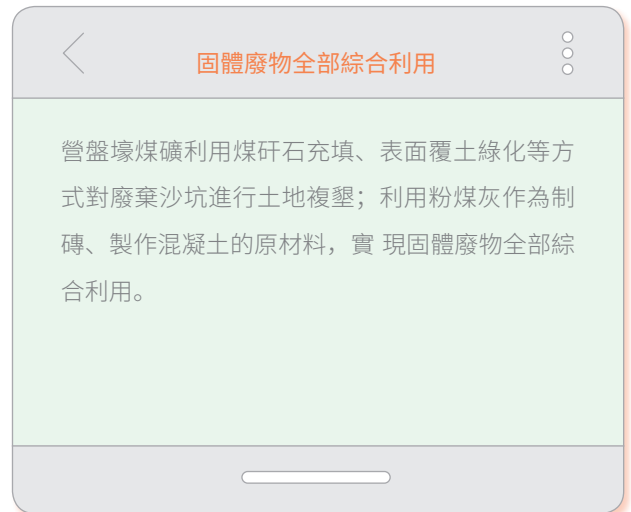 固體廢物全部綜合利用
營盤壕煤礦利用煤矸石充填、表面覆土綠化等方
式對廢棄沙坑進行土地複墾；利用粉煤灰作為制
磚、製作混凝土的原材料，實 現固體廢物全部綜
合利用。